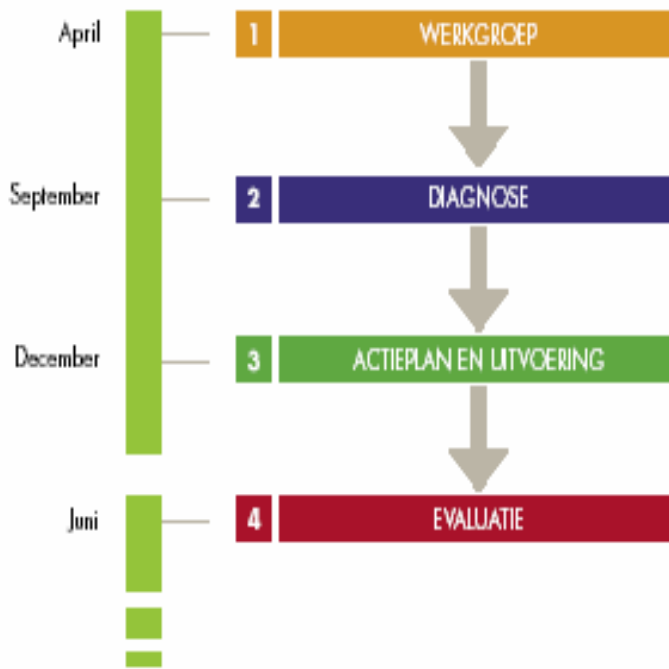 April 1 WERKGROEP
September 2 DIAGNOSE
December 3 ACTIEPLAN EN UITVOERING
Juni 4 EVALUATIE